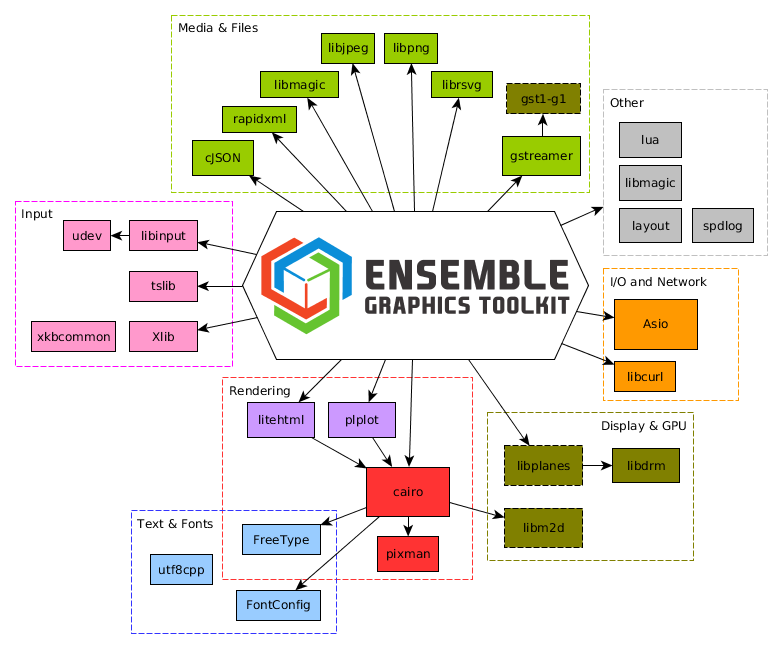 Media & Files
libjpeg
libpng
libmagic
librsvg
gst1-g1
rapidxml
cJSON
gstreamer
Other
lua
libmagic
layout
spdlog
Input
udev
libinput
tslib
xkbcommon
Xlib
ENSEMBLE
GRAPHICS TOOLKIT
I/O and Network
Asio
libcurl
Rendering
litehtml
plplot
cairo
pixman
Display & GPU
libplanes
libdrm
libm2d
Text & Fonts
FreeType
utf8cpp
FontConfig